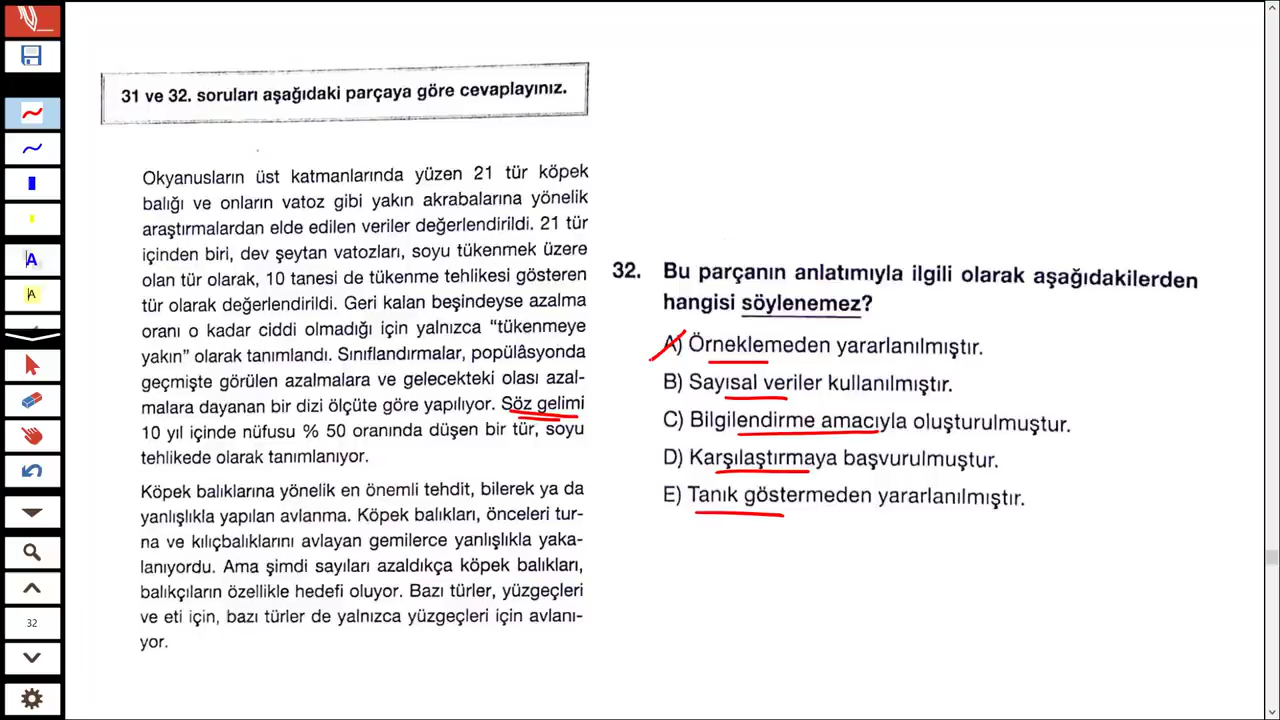 31 ve 32. soruları aşağıdaki parçaya göre cevaplayınız.
Okyanusların üst katmanlarında yüzen 21 tür köpek
balığı ve onların vatoz gibi yakın akrabalarına yönelik
araştırmalardan elde edilen veriler değerlendirildi. 21 tür
içinden biri, dev şeytan vatozları, soyu tükenmek üzere
olan tür olarak, 10 tanesi de tükenme tehlikesi gösteren
tür olarak değerlendirildi. Geri kalan beşindeyse azalma
oranı o kadar ciddi olmadığı için yalnızca “tükenmeye
yakın” olarak tanımlandı. Sınıflandırmalar, popülâsyonda
geçmişte görülen azalmalara ve gelecekteki olası azal-
malara dayanan bir dizi ölçüte göre yapılıyor. Söz gelimi
10 yıl içinde nüfusu % 50 oranında düşen bir tür, soyu
tehlikede olarak tanımlanıyor.
Köpek balıklarına yönelik en önemli tehdit, bilerek ya da
yanlışlıkla yapılan avlanma. Köpek balıkları, önceleri tur-
na ve kılıçbalıklarını avlayan gemilerce yanlışlıkla yaka-
lanıyordu. Ama şimdi sayıları azaldıkça köpek balıkları,
balıkçıların özellikle hedefi oluyor. Bazı türler, yüzgeçleri
ve eti için, bazı türler de yalnızca yüzgeçleri için avlanı-
yor.
32. Bu parçanın anlatımıyla ilgili olarak aşağıdakilerden
hangisi söylenemez?
A) Örneklemeden yararlanılmıştır.
B) Sayısal veriler kullanılmıştır.
C) Bilgilendirme amacıyla oluşturulmuştur.
D) Karşılaştırmaya başvurulmuştur.
E) Tanık göstermeden yararlanılmıştır.
A
A
32